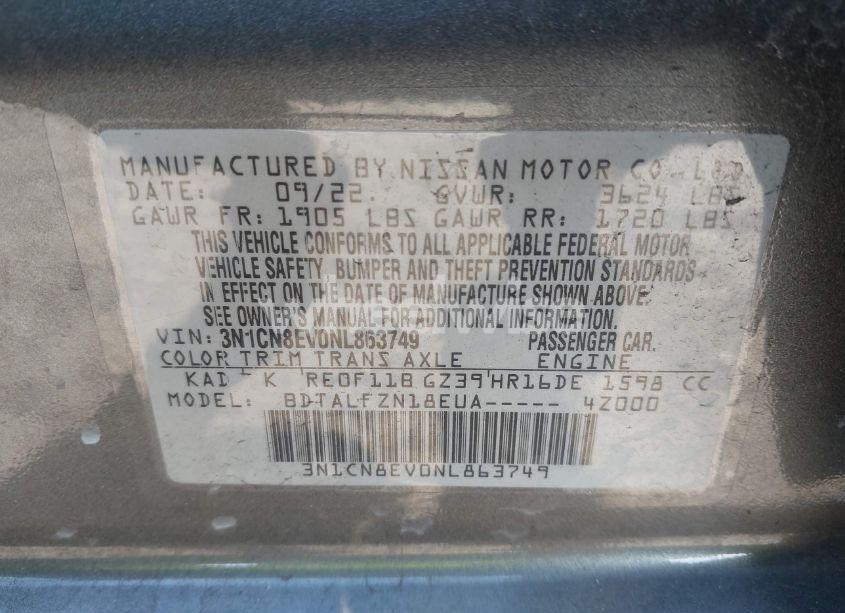 MANUFACTURED BY NISSAN MOTOR CO., LTD
DATE: 09/22. GVWR: 3624 LBS
GAWR FR: 1905 LBS GAWR RR: 1720 LBS
THIS VEHICLE CONFORMS TO ALL APPLICABLE FEDERAL MOTOR
VEHICLE SAFETY, BUMPER AND THEFT PREVENTION STANDARDS
IN EFFECT ON THE DATE OF MANUFACTURE SHOWN ABOVE.
SEE OWNER'S MANUAL FOR ADDITIONAL INFORMATION.
VIN: 3N1CN8EV0NL863749 PASSENGER CAR.
COLOR TRIM TRANS AXLE ENGINE
KAD K RE0F11B GZ39 HR16DE 1598 CC
MODEL: BDTALFZN18EUA----- 4Z000
3N1CN8EV0NL863749